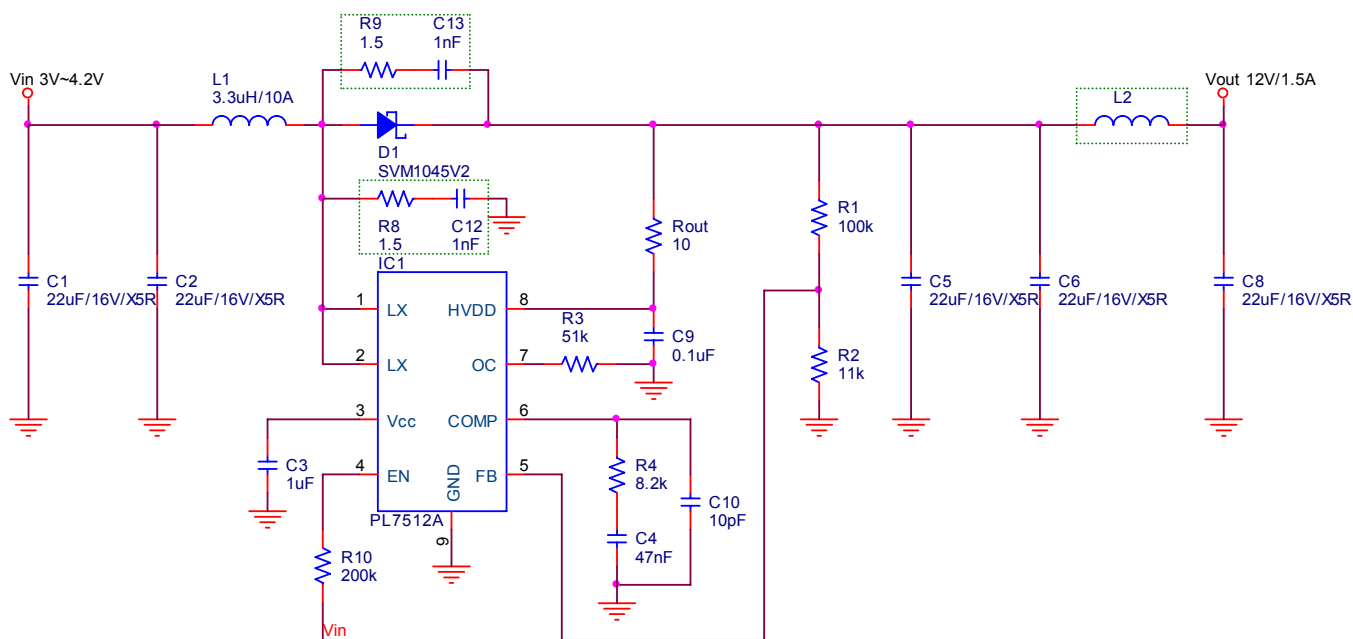 R9
1.5
C13
1nF
Vin 3V~4.2V
L1
3.3uH/10A
Vout 12V/1.5A
L2
D1
SVM1045V2
R8
1.5
C12
1nF
Rout
10
R1
100k
C1
22uF/16V/X5R
C2
22uF/16V/X5R
C5
22uF/16V/X5R
C6
22uF/16V/X5R
C8
22uF/16V/X5R
IC1
1
LX
HVDD
8
2
LX
OC
7
3
Vcc
COMP
6
4
EN
FB
5
GND
9
PL7512A
R3
51k
C9
0.1uF
R2
11k
C3
1uF
R4
8.2k
C10
10pF
C4
47nF
R10
200k
Vin